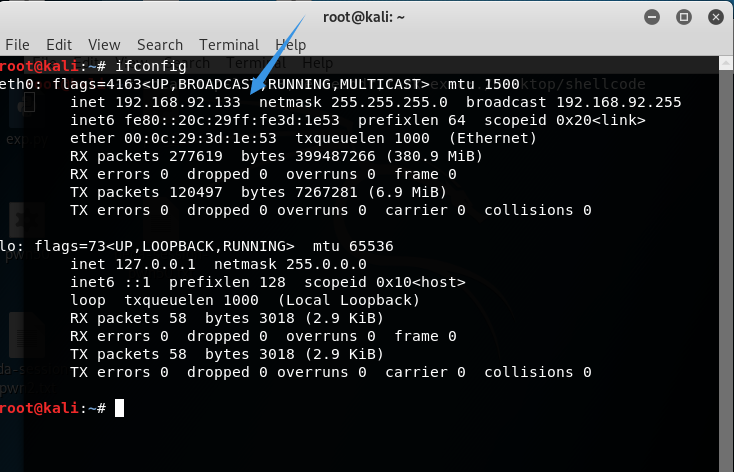 root@kali: ~
File Edit View Search Terminal Help
root@kali:~# ifconfig
eth0: flags=4163<UP,BROADCAST,RUNNING,MULTICAST>  mtu 1500
        inet 192.168.92.133  netmask 255.255.255.0  broadcast 192.168.92.255
        inet6 fe80::20c:29ff:fe3d:1e53  prefixlen 64  scopeid 0x20<link>
        ether 00:0c:29:3d:1e:53  txqueuelen 1000  (Ethernet)
        RX packets 277619  bytes 399487266 (380.9 MiB)
        RX errors 0  dropped 0  overruns 0  frame 0
        TX packets 120497  bytes 7267281 (6.9 MiB)
        TX errors 0  dropped 0 overruns 0  carrier 0  collisions 0

lo: flags=73<UP,LOOPBACK,RUNNING>  mtu 65536
        inet 127.0.0.1  netmask 255.0.0.0
        inet6 ::1  prefixlen 128  scopeid 0x10<host>
        loop  txqueuelen 1000  (Local Loopback)
        RX packets 58  bytes 3018 (2.9 KiB)
        RX errors 0  dropped 0  overruns 0  frame 0
        TX packets 58  bytes 3018 (2.9 KiB)
        TX errors 0  dropped 0 overruns 0  carrier 0  collisions 0

root@kali:~#